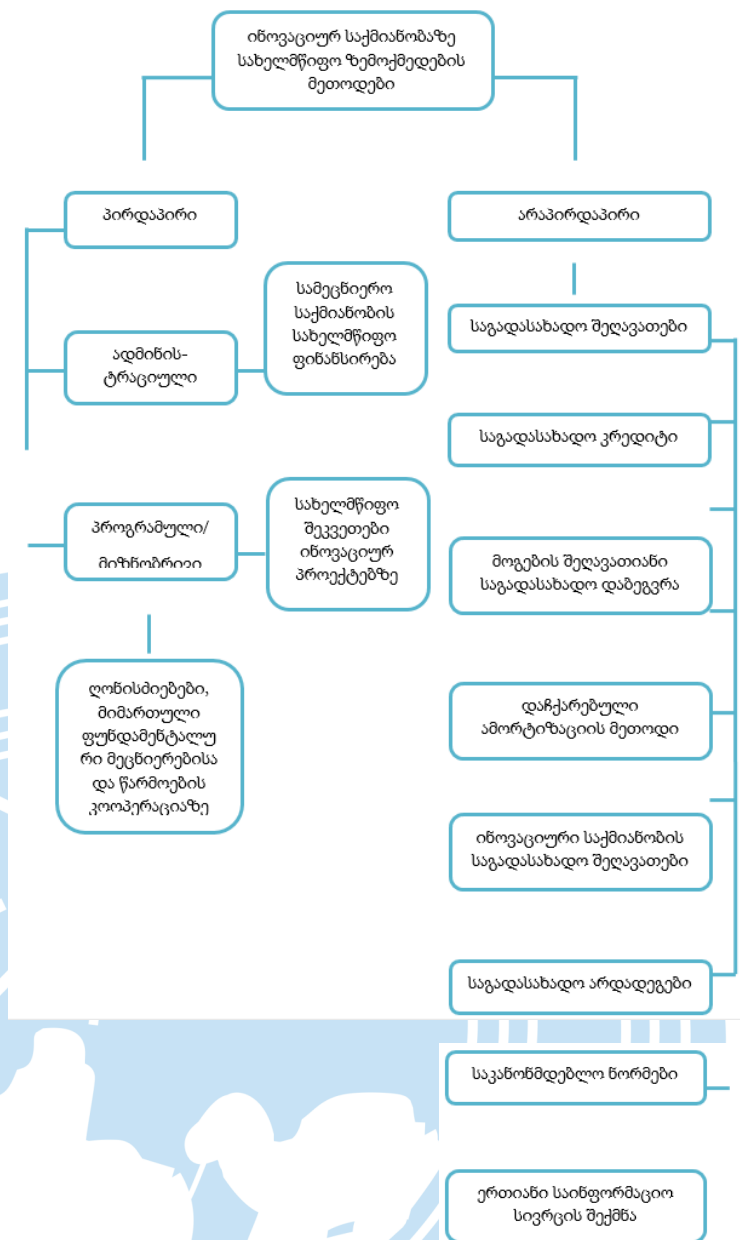 ინოვაციურ საქმიანობაზე
სახელმწიფო ზემოქმედების
მეთოდები
პირდაპირი
ადმინის-
ტრაციული
სამეცნიერო
საქმიანობის
სახელმწიფო
ფინანსირება
პროგრამული/
მიზნობრივი
სახელმწიფო
შეკვეთები
ინოვაციურ
პროექტებზე
ღონისძიებები,
მიმართული
ფუნდამენტალუ
რი მეცნიერებისა
და წარმოების
კოოპერაციაზე
არაპირდაპირი
საგადასახადო შეღავათები
საგადასახადო კრედიტი
მოგების შეღავათიანი
საგადასახადო დაბეგვრა
დაჩქარებული
ამორტიზაციის მეთოდი
ინოვაციური საქმიანობის
საგადასახადო შეღავათები
საგადასახადო არდადეგები
საკანონმდებლო ნორმები
ერთიანი საინფორმაციო
სივრცის შექმნა